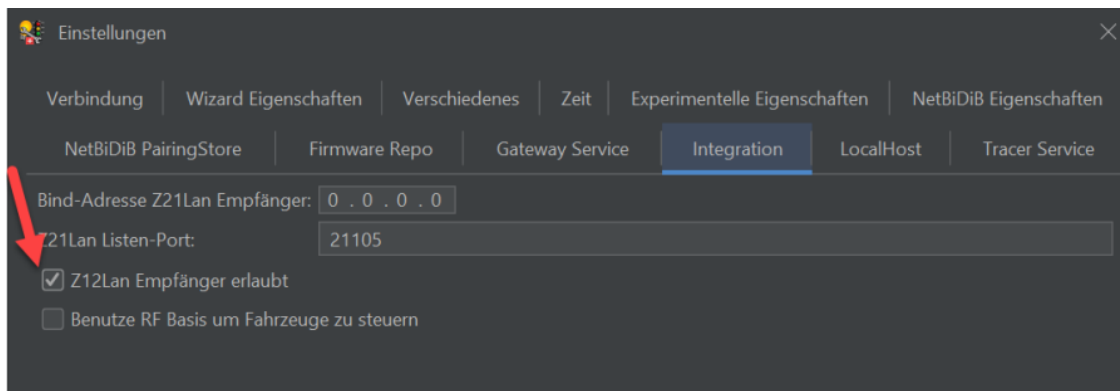 Einstellungen
Verbindung Wizard Eigenschaften Verschiedenes Zeit Experimentelle Eigenschaften NetBiDiB Eigenschaften
NetBiDiB PairingStore Firmware Repo Gateway Service Integration LocalHost Tracer Service
Bind-Adresse Z21Lan Empfänger: 0 . 0 . 0 . 0
Z21Lan Listen-Port: 21105
Z12Lan Empfänger erlaubt
Benutze RF Basis um Fahrzeuge zu steuern